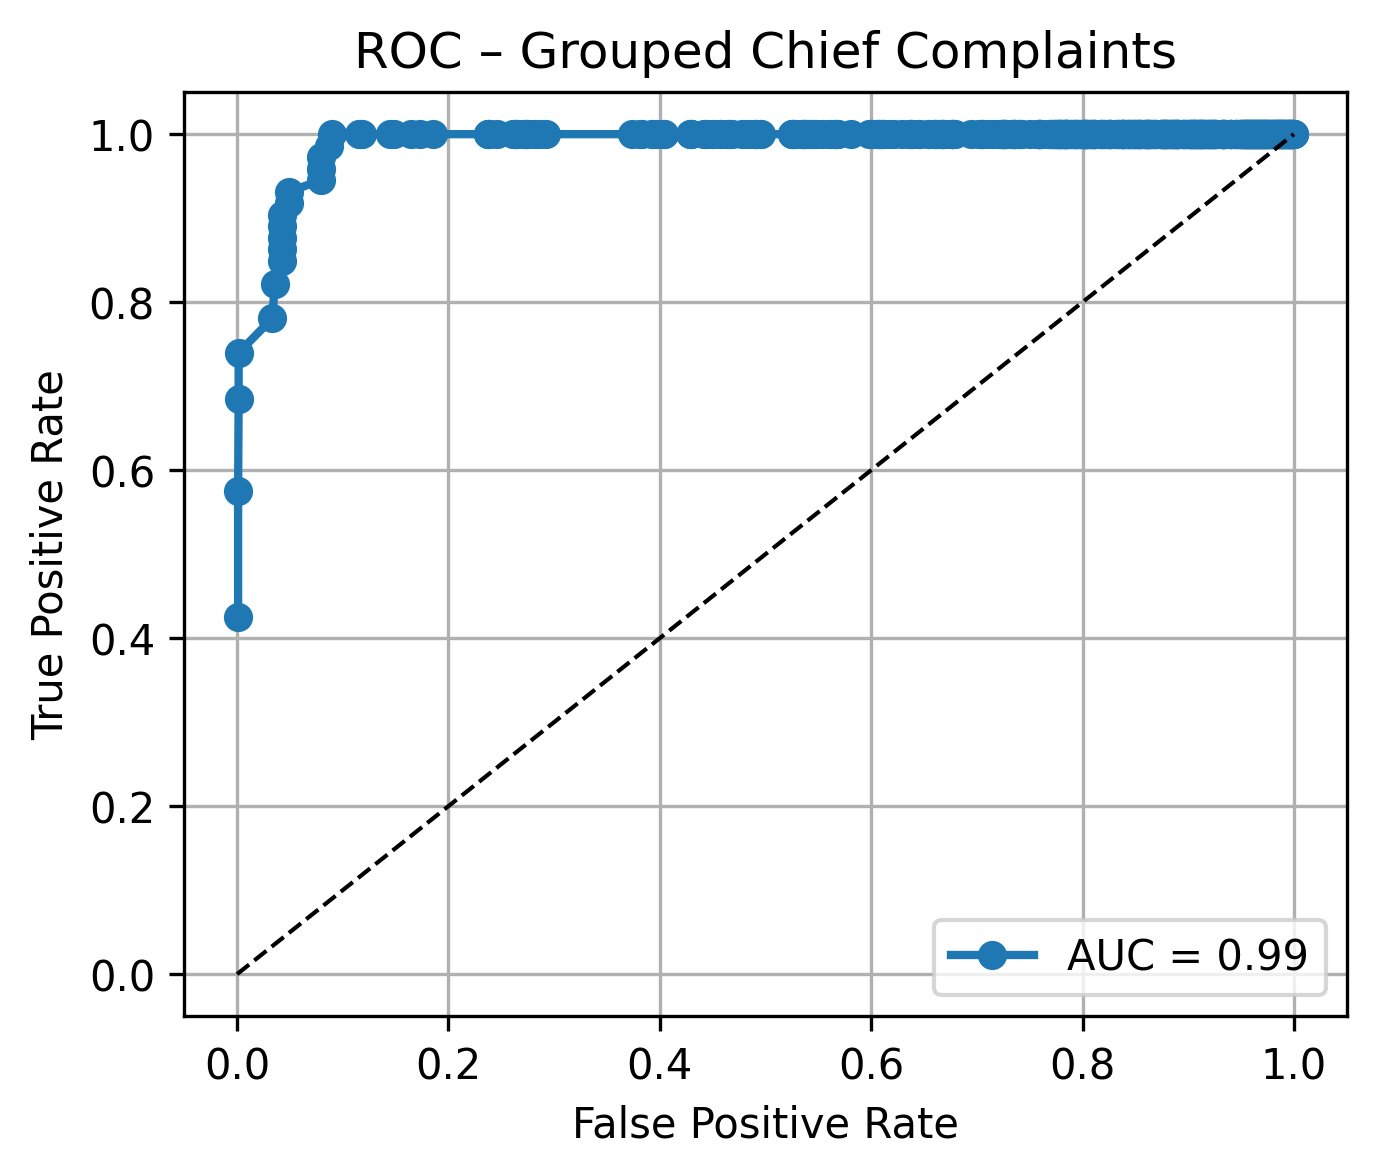 ROC – Grouped Chief Complaints
True Positive Rate
1.0
0.8
0.6
0.4
0.2
0.0
AUC = 0.99
0.0 0.2 0.4 0.6 0.8 1.0
False Positive Rate